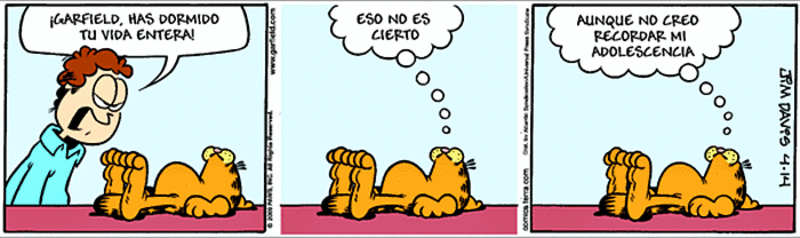 ¡GARFIELD, HAS DORMIDO
TU VIDA ENTERA!
www.garfield.com
© 2009 PAWS, INC. All Rights Reserved.
ESO NO ES
CIERTO
AUNQUE NO CREO
RECORDAR MI
ADOLESCENCIA
comics.terra.com
Dist. by Atlantic Syndication/Universal Press Syndicate
JIM DAVIS 4-14